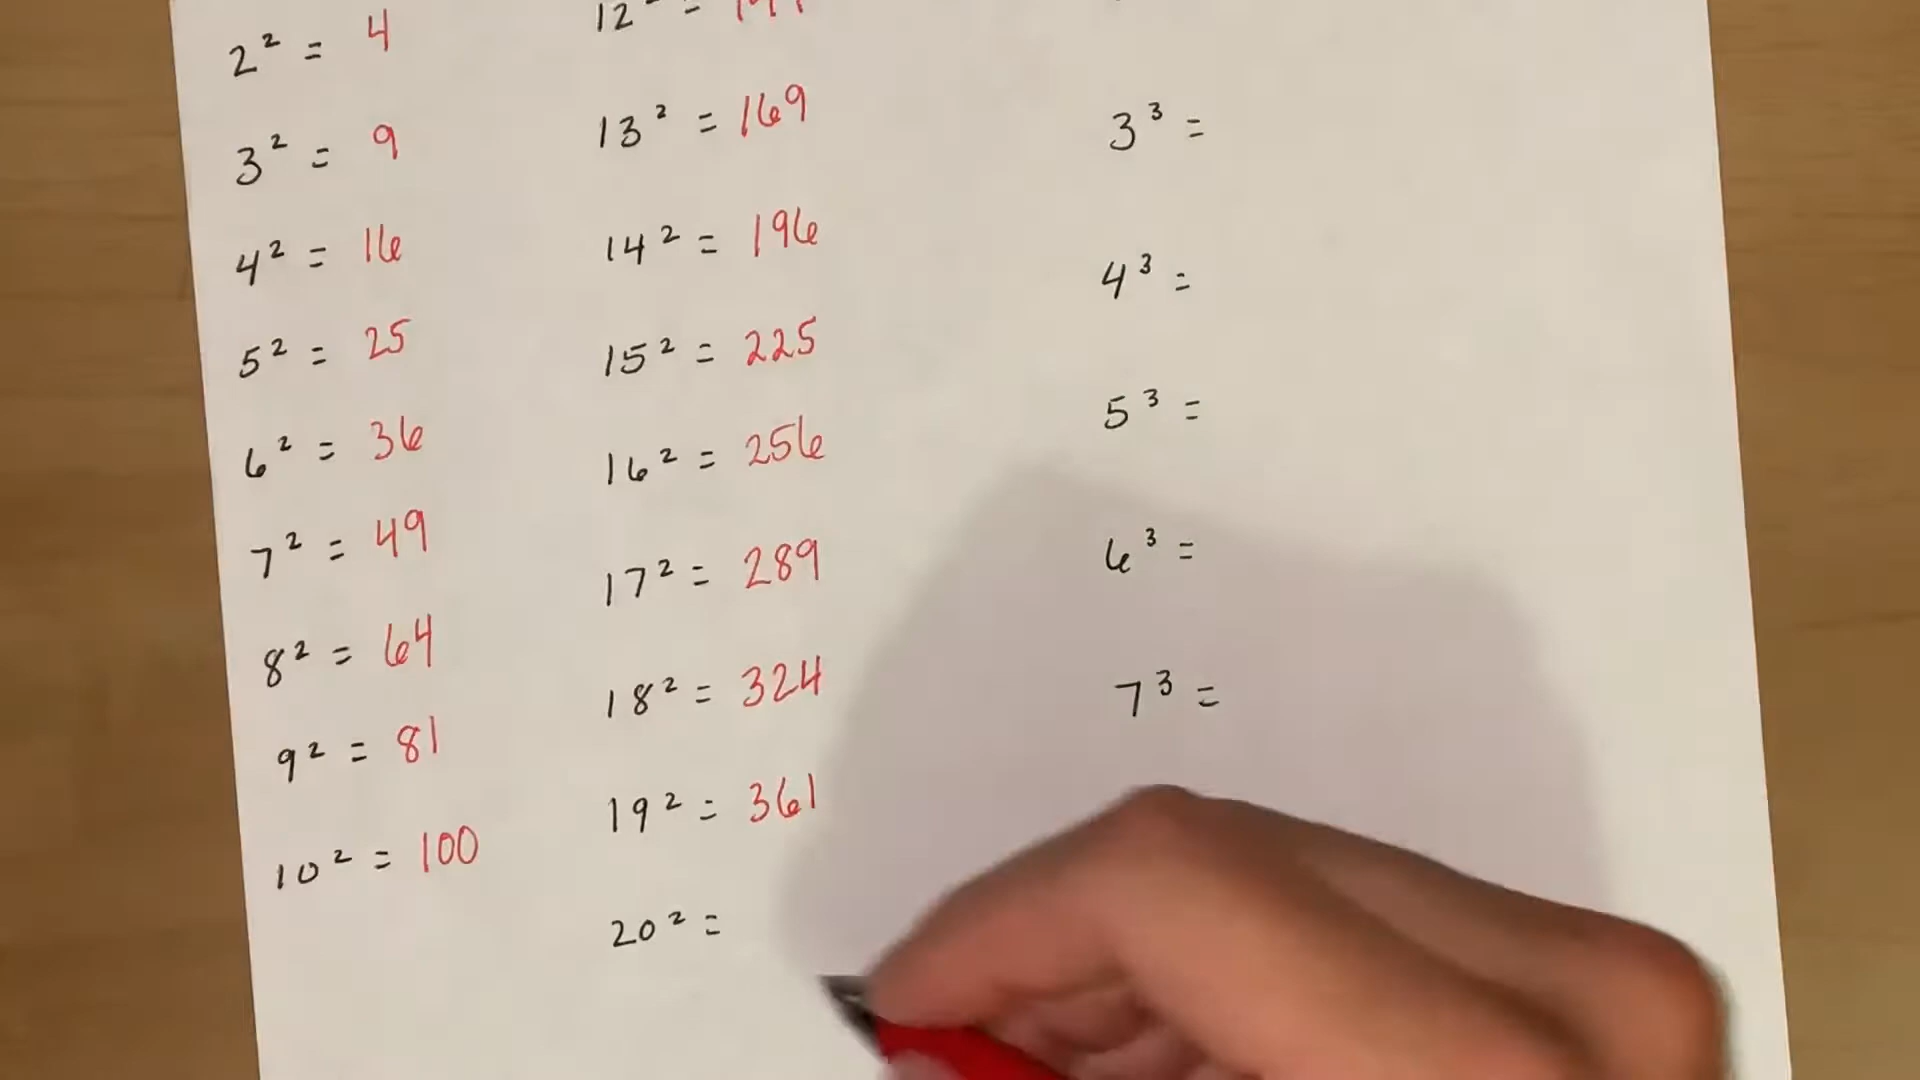 2² = 4
3² = 9
4² = 16
5² = 25
6² = 36
7² = 49
8² = 64
9² = 81
10² = 100
12² =
13² = 169
14² = 196
15² = 225
16² = 256
17² = 289
18² = 324
19² = 361
20² =
3³ =
4³ =
5³ =
6³ =
7³ =